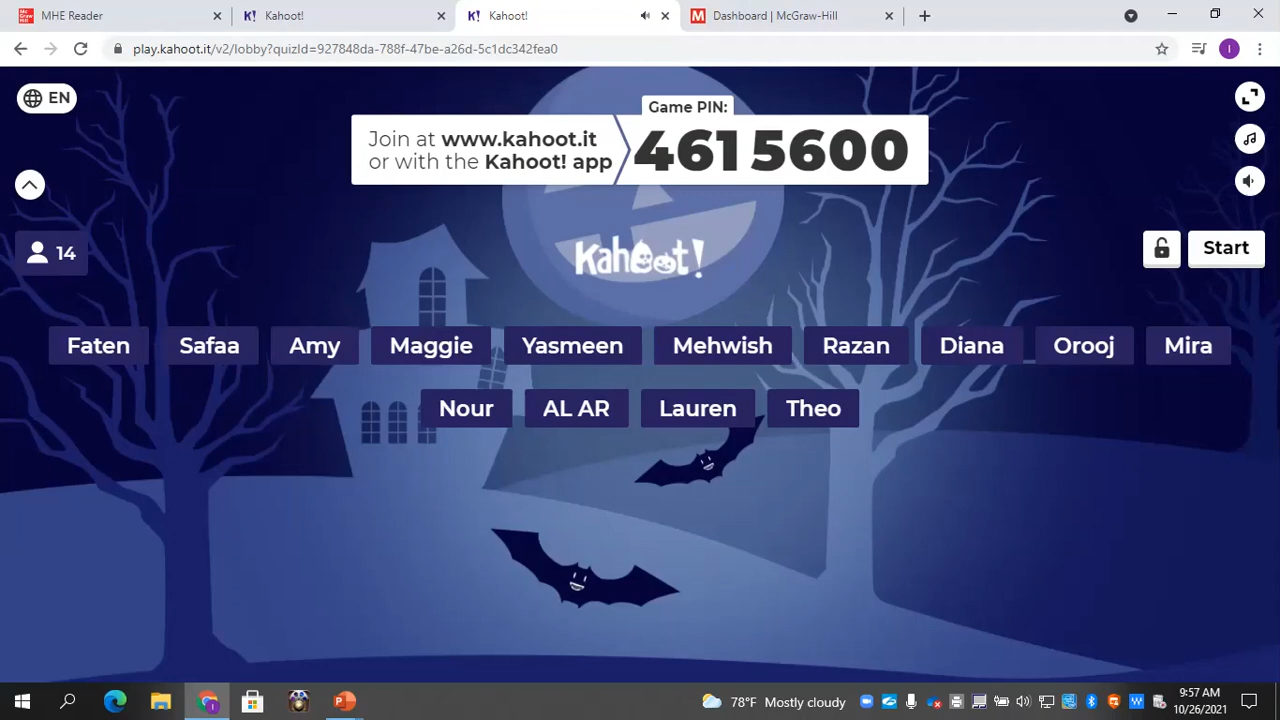 MHE Reader
Kahoot!
Kahoot!
Dashboard | McGraw-Hill
play.kahoot.it/v2/lobby?quizId=927848da-788f-47be-a26d-5c1dc342fea0
EN
Game PIN:
Join at www.kahoot.it
or with the Kahoot! app
461 5600
14
Kahoot!
Start
Faten Safaa Amy Maggie Yasmeen Mehwish Razan Diana Orooj Mira
Nour AL AR Lauren Theo
78°F Mostly cloudy
9:57 AM
10/26/2021